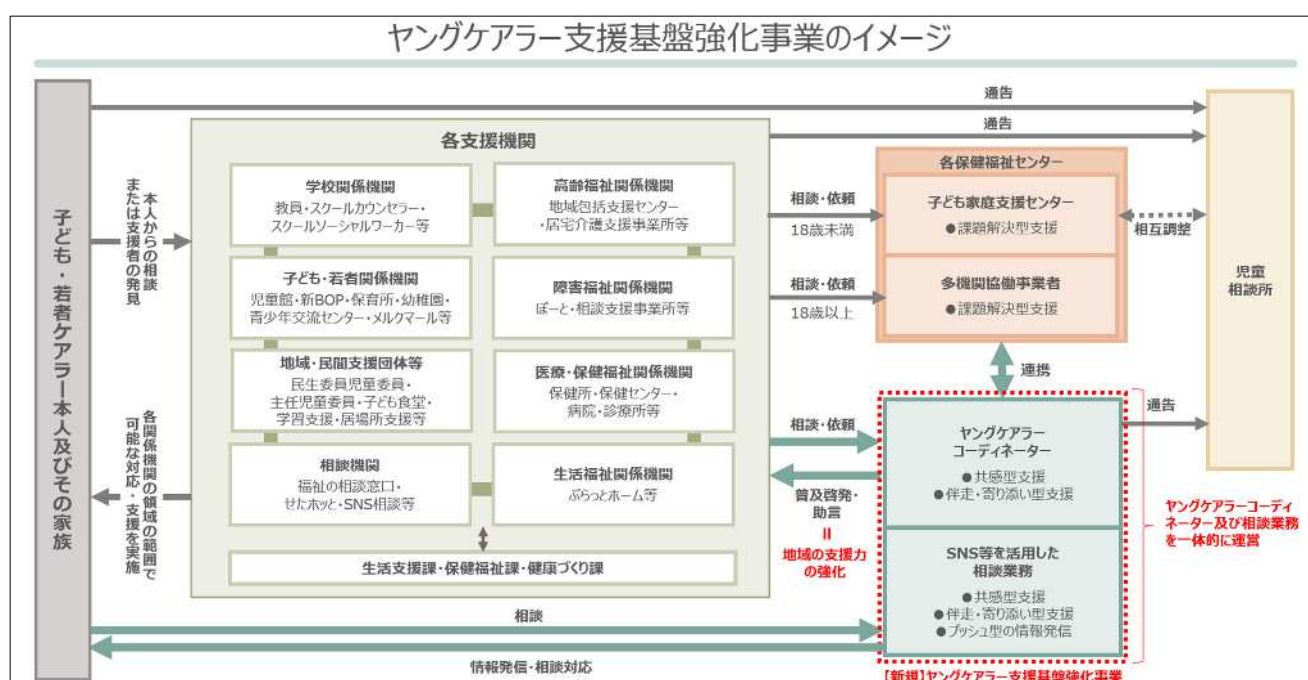 ヤングケアラー支援基盤強化事業のイメージ
子ども・若者ケアラー本人及びその家族
本人からの相談
または支援者の発見
各関係機関の領域の範囲で
可能な対応・支援を実施
各支援機関
学校関係機関
教員・スクールカウンセラー・
スクールソーシャルワーカー等
高齢福祉関係機関
地域包括支援センター
・居宅介護支援事業所等
子ども・若者関係機関
児童館・新BOP・保育所・幼稚園・
青少年交流センター・メルクマール等
障害福祉関係機関
ぽーと・相談支援事業所等
地域・民間支援団体等
民生委員児童委員・
主任児童委員・子ども食堂・
学習支援・居場所支援等
医療・保健福祉関係機関
保健所・保健センター・
病院・診療所等
相談機関
福祉の相談窓口・
せたホッと・SNS相談等
生活福祉関係機関
ぷらっとホーム等
生活支援課・保健福祉課・健康づくり課
通告
通告
相談・依頼
18歳未満
相談・依頼
18歳以上
各保健福祉センター
子ども家庭支援センター
●課題解決型支援
多機関協働事業者
●課題解決型支援
相互調整
児童
相談所
連携
通告
相談・依頼
普及啓発・
助言
=
地域の支援力
の強化
ヤングケアラー
コーディネーター
●共感型支援
●伴走・寄り添い型支援
SNS等を活用した
相談業務
●共感型支援
●伴走・寄り添い型支援
●プッシュ型の情報発信
ヤングケアラーコーディ
ネーター及び相談業務
を一体的に運営
相談
情報発信・相談対応
【新規】ヤングケアラー支援基盤強化事業